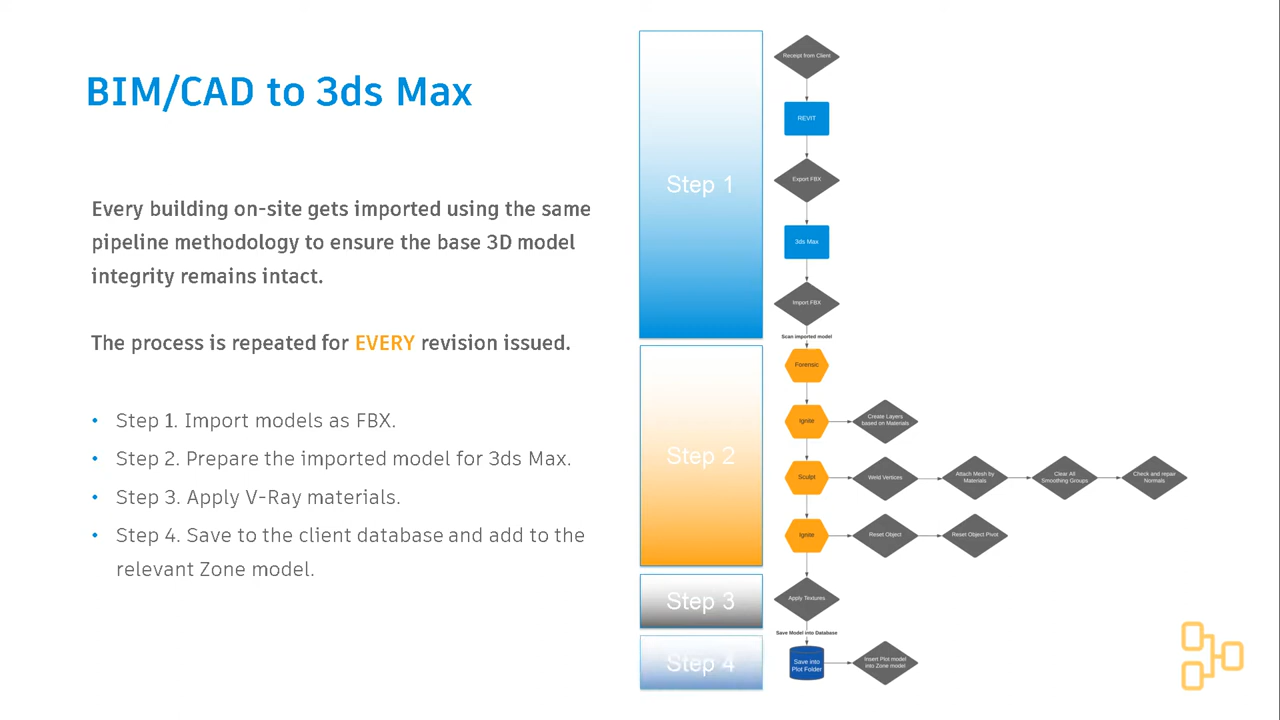 BIM/CAD to 3ds Max
Every building on-site gets imported using the same
pipeline methodology to ensure the base 3D model
integrity remains intact.
The process is repeated for EVERY revision issued.
• Step 1. Import models as FBX.
• Step 2. Prepare the imported model for 3ds Max.
• Step 3. Apply V-Ray materials.
• Step 4. Save to the client database and add to the
relevant Zone model.
Step 1
Receipt from Client
REVIT
Export FBX
3ds Max
Import FBX
Scan imported model
Step 2
Forensic
Ignite
Create Layers
based on Materials
Sculpt
Weld Vertices
Attach Mesh by
Materials
Clear All
Smoothing Groups
Check and repair
Normals.
Ignite
Reset Object
Reset Object Pivot
Step 3
Apply Textures
Save Model into Database
Step 4
Save into
Plot Folder
Insert Plot model
into Zone model